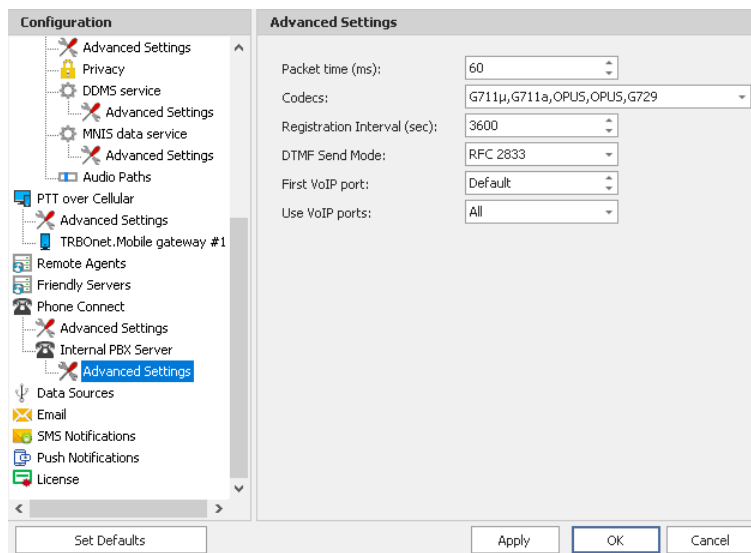 Configuration
Advanced Settings
Privacy
DDMS service
Advanced Settings
MNIS data service
Advanced Settings
Audio Paths
PTT over Cellular
Advanced Settings
TRBOnet.Mobile gateway #1
Remote Agents
Friendly Servers
Phone Connect
Advanced Settings
Internal PBX Server
Advanced Settings
Data Sources
Email
SMS Notifications
Push Notifications
License
Set Defaults
Advanced Settings
Packet time (ms): 60
Codecs: G711µ,G711a,OPUS,OPUS,G729
Registration Interval (sec): 3600
DTMF Send Mode: RFC 2833
First VoIP port: Default
Use VoIP ports: All
Apply OK Cancel